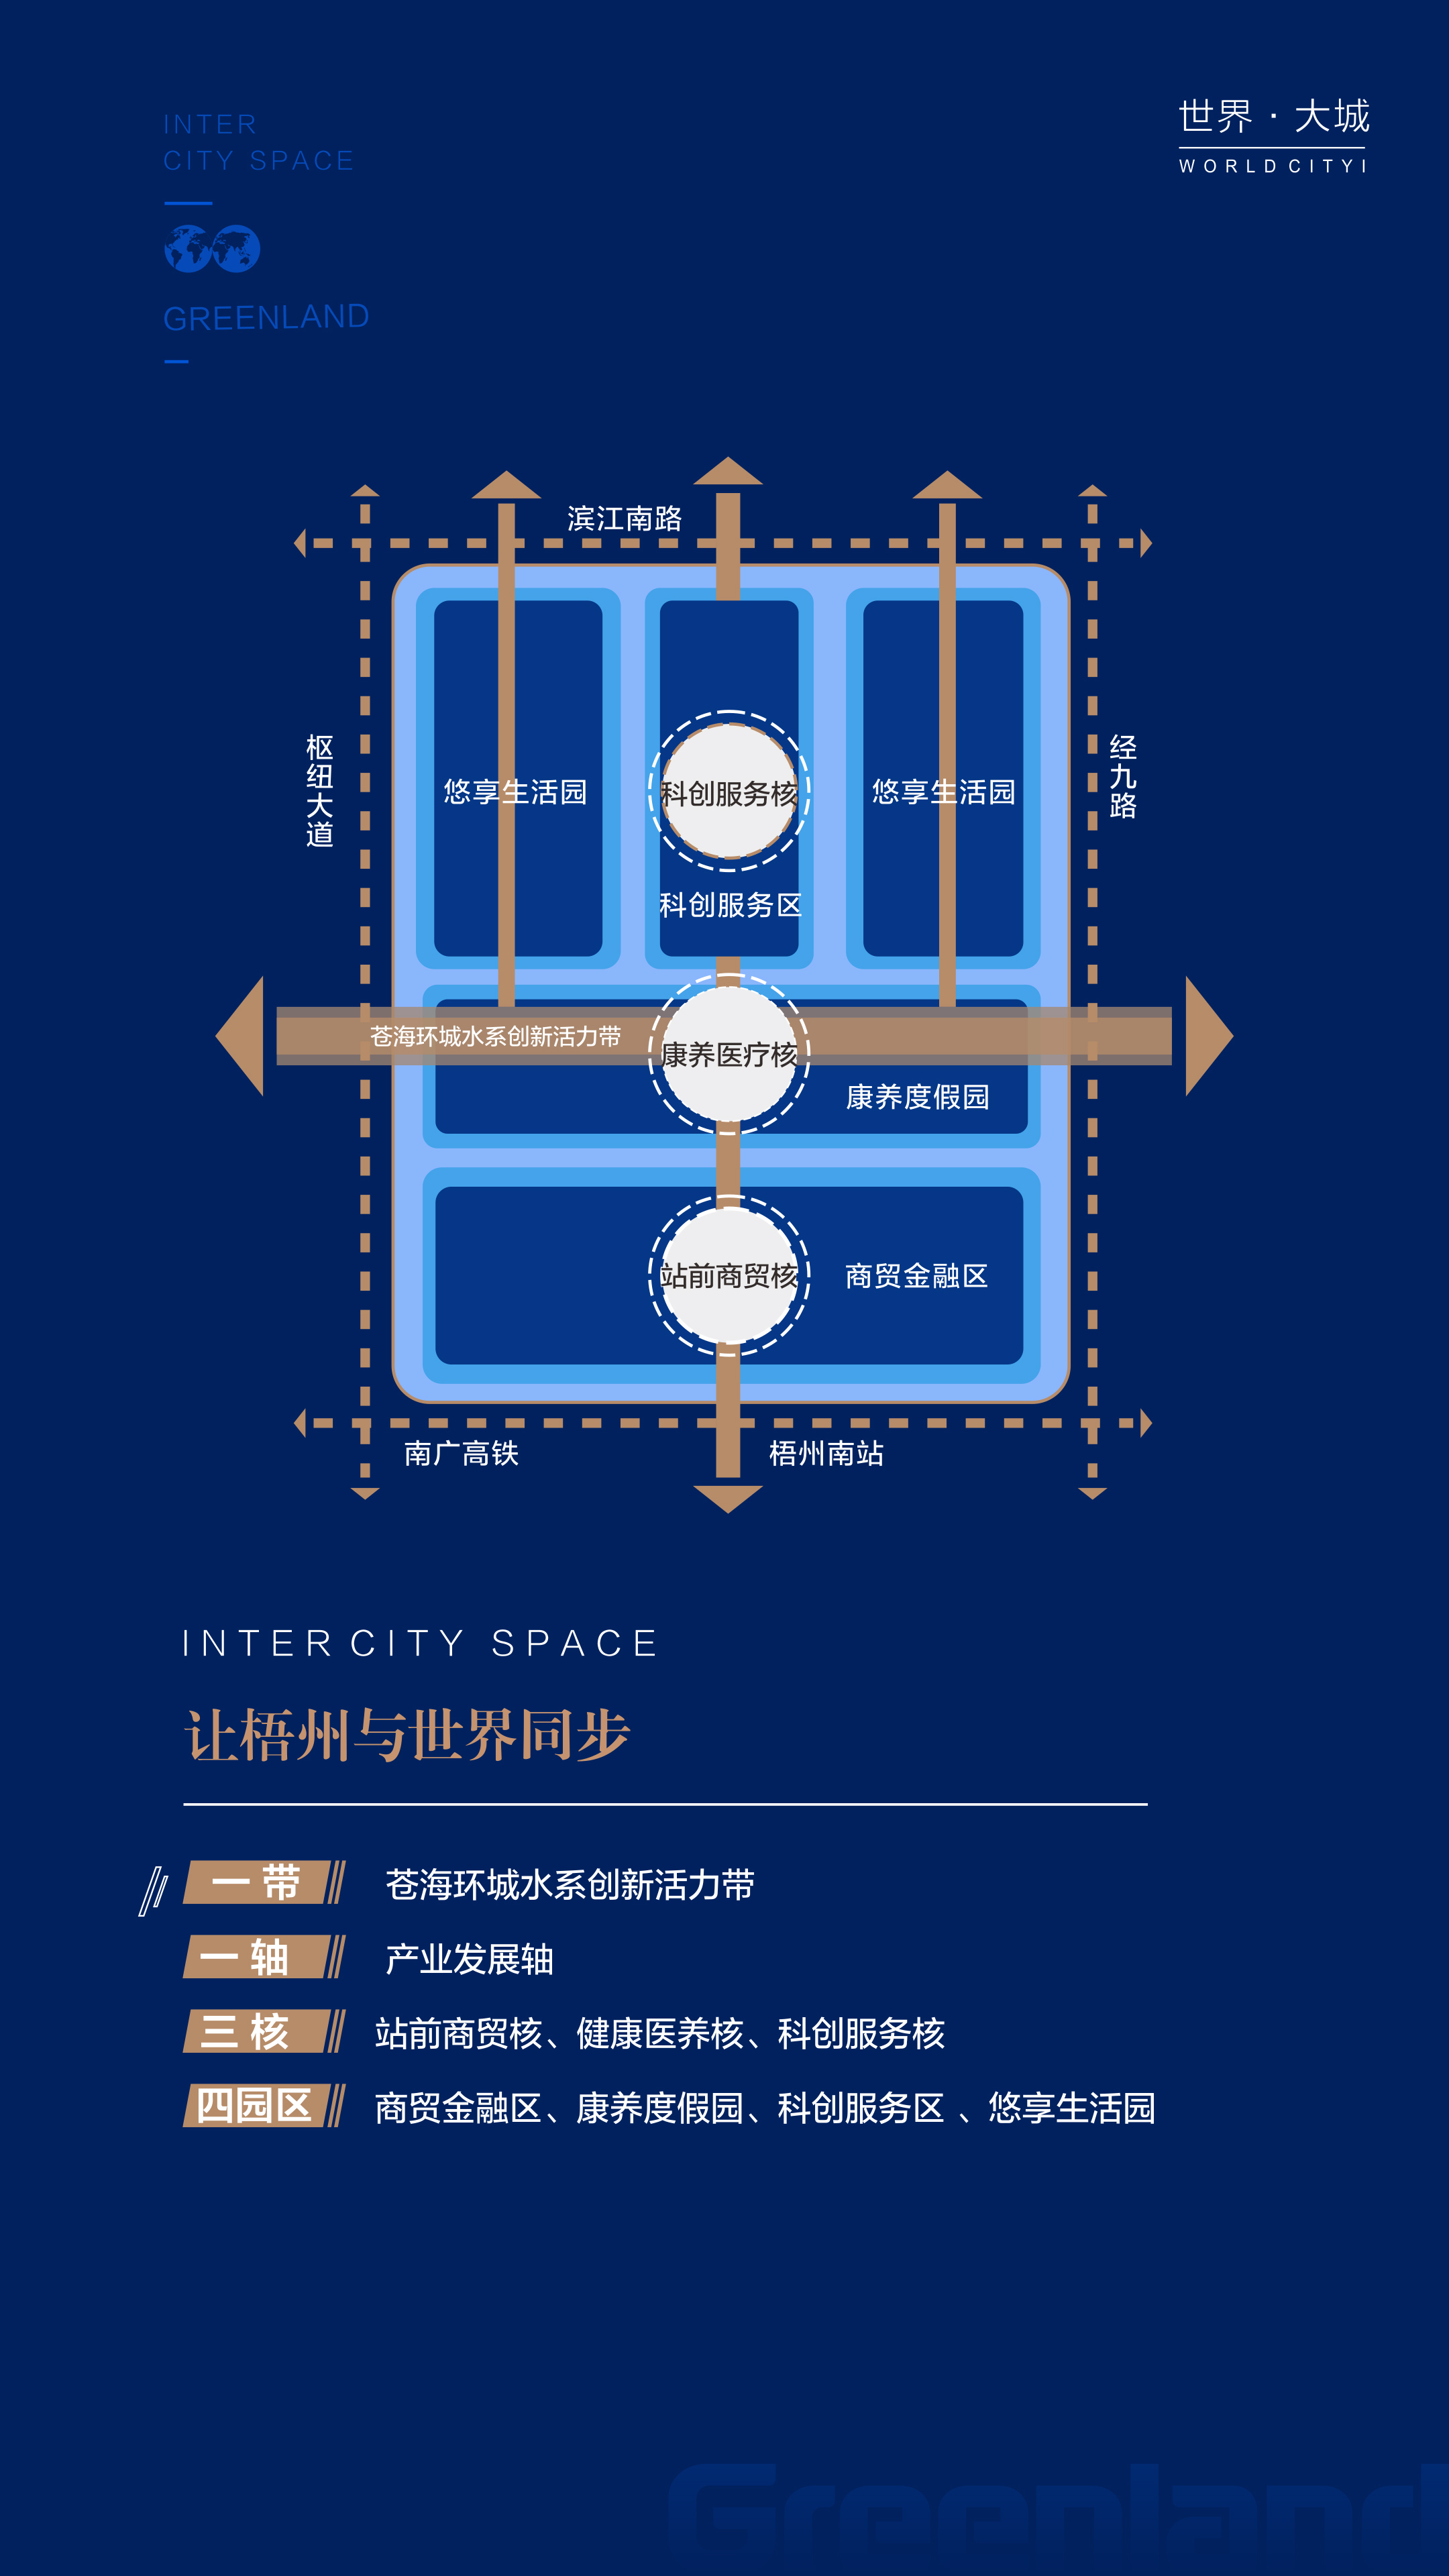 INTER
CITY SPACE
GREENLAND
世界·大城
WORLDCITYI
滨江南路
枢纽大道
经九路
悠享生活园
科创服务核
悠享生活园
科创服务区
苍海环城水系创新活力带
康养医疗核
康养度假园
站前商贸核
商贸金融区
南广高铁
梧州南站
INTERCITY SPACE
让梧州与世界同步
一带 苍海环城水系创新活力带
一轴 产业发展轴
三核 站前商贸核、健康医养核、科创服务核
四园区 商贸金融区、康养度假园、科创服务区 、悠享生活园
Greenland